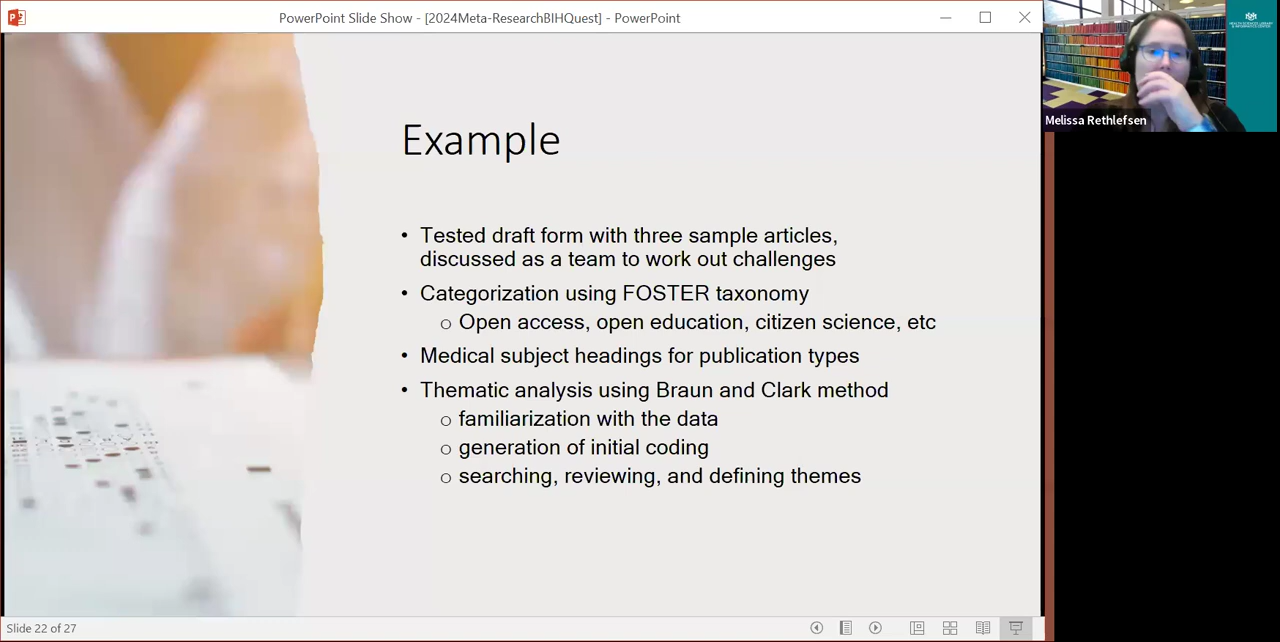 PowerPoint Slide Show - [2024Meta-ResearchBIHQuest] - PowerPoint
Melissa Rethlefsen
Example
• Tested draft form with three sample articles,
discussed as a team to work out challenges
• Categorization using FOSTER taxonomy
o Open access, open education, citizen science, etc
• Medical subject headings for publication types
• Thematic analysis using Braun and Clark method
o familiarization with the data
o generation of initial coding
o searching, reviewing, and defining themes
Slide 22 of 27